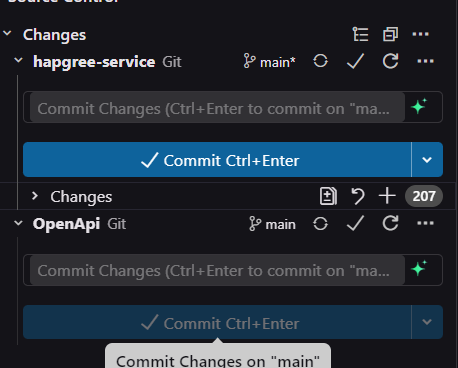 Changes
hapgree-service Git main*
Commit Changes (Ctrl+Enter to commit on "ma...
Commit Ctrl+Enter
Changes 207
OpenApi Git main
Commit Changes (Ctrl+Enter to commit on "ma...
Commit Ctrl+Enter
Commit Changes on "main"